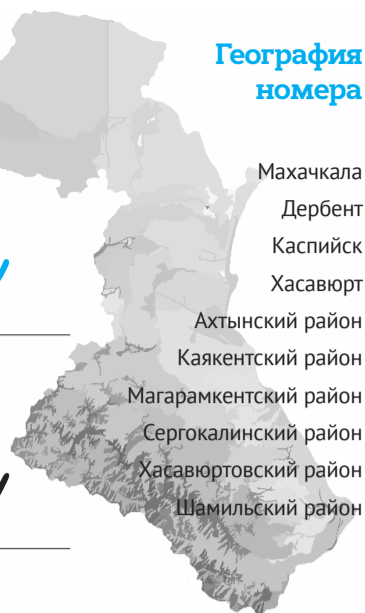 География
номера
Махачкала
Дербент
Каспийск
Хасавюрт
Ахтынский район
Каякентский район
Магарамкентский район
Сергокалинский район
Хасавюртовский район
Шамильский район